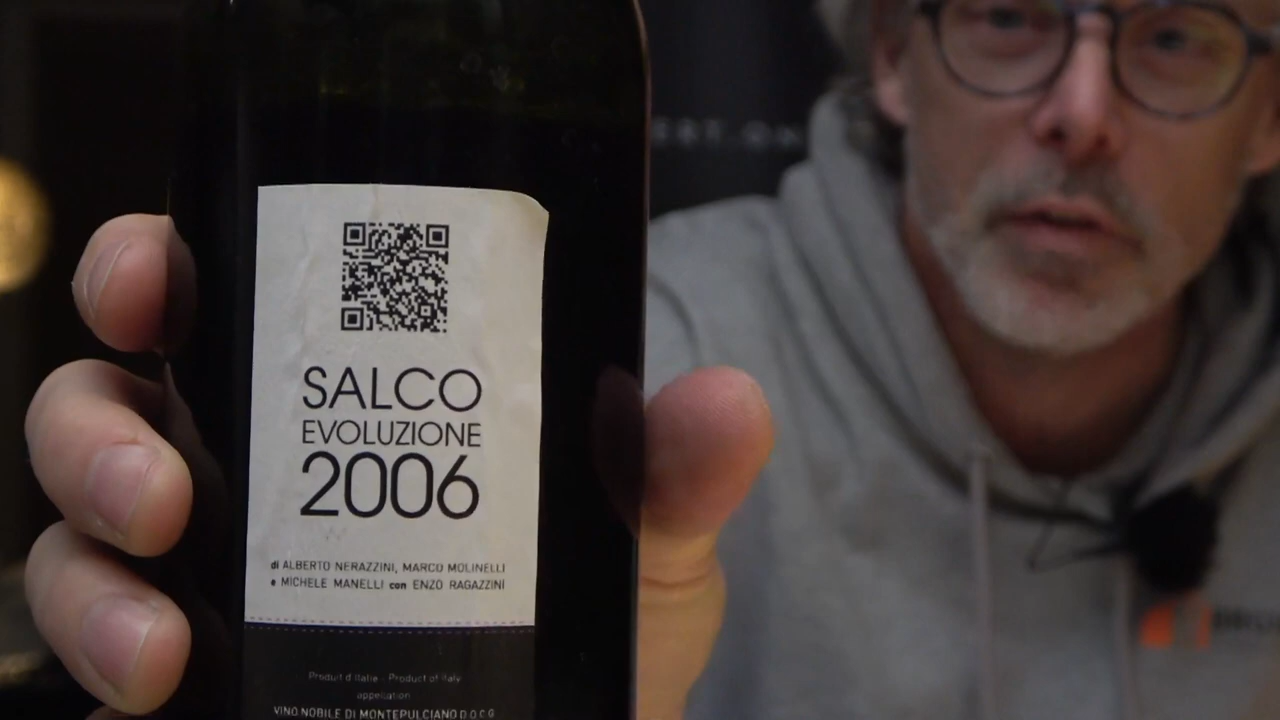 SALCO
EVOLUZIONE
2006
di ALBERTO NERAZZINI, MARCO MOLINELLI
e MICHELE MANELLI con ENZO RAGAZZINI
Produit d'Italie - Product of Italy
appellation
VINO NOBILE DI MONTEPULCIANO D.O.C.G